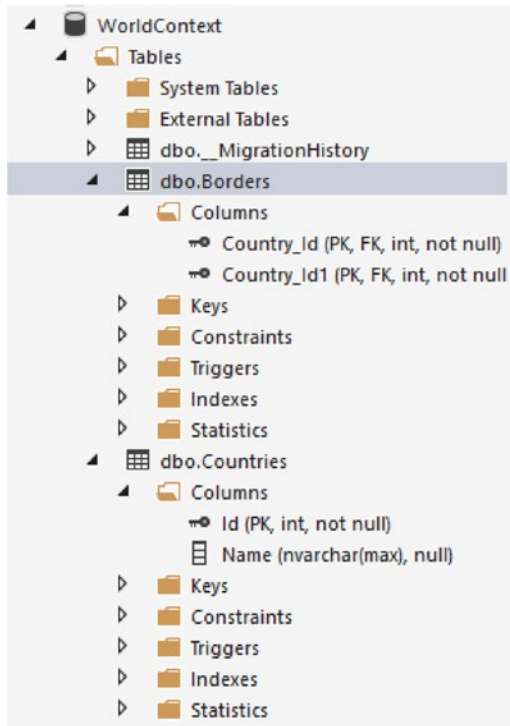 WorldContext
Tables
System Tables
External Tables
dbo.__MigrationHistory
dbo.Borders
Columns
Country_Id (PK, FK, int, not null)
Country_Id1 (PK, FK, int, not null
Keys
Constraints
Triggers
Indexes
Statistics
dbo.Countries
Columns
Id (PK, int, not null)
Name (nvarchar(max), null)
Keys
Constraints
Triggers
Indexes
Statistics